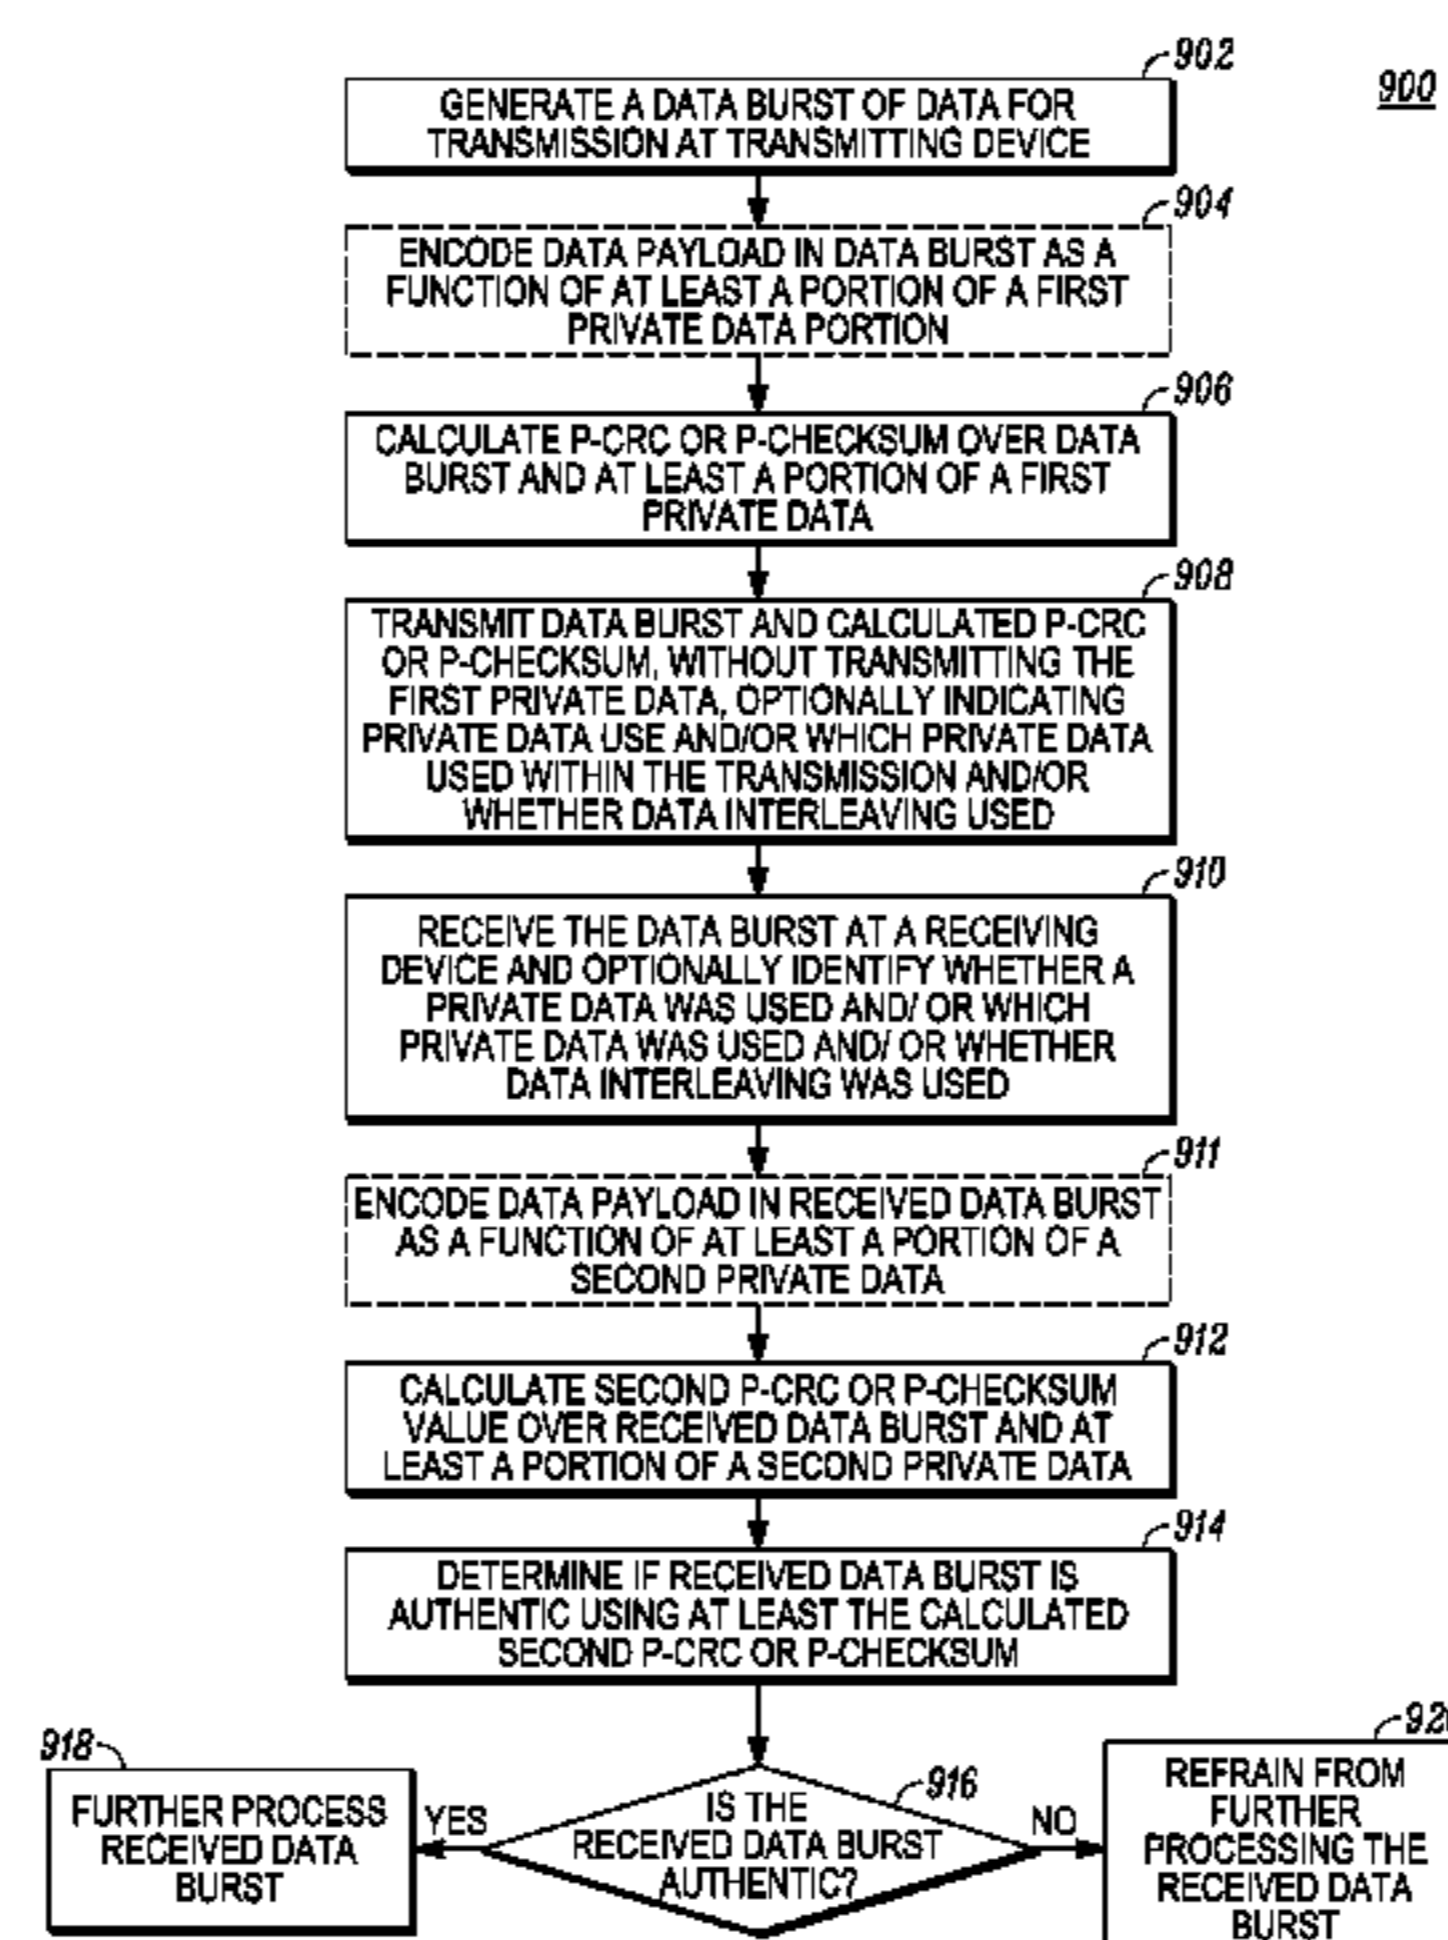 902
900
GENERATE A DATA BURST OF DATA FOR
TRANSMISSION AT TRANSMITTING DEVICE
904
ENCODE DATA PAYLOAD IN DATA BURST AS A
FUNCTION OF AT LEAST A PORTION OF A FIRST
PRIVATE DATA PORTION
906
CALCULATE P-CRC OR P-CHECKSUM OVER DATA
BURST AND AT LEAST A PORTION OF A FIRST
PRIVATE DATA
908
TRANSMIT DATA BURST AND CALCULATED P-CRC
OR P-CHECKSUM, WITHOUT TRANSMITTING THE
FIRST PRIVATE DATA, OPTIONALLY INDICATING
PRIVATE DATA USE AND/OR WHICH PRIVATE DATA
USED WITHIN THE TRANSMISSION AND/OR
WHETHER DATA INTERLEAVING USED
910
RECEIVE THE DATA BURST AT A RECEIVING
DEVICE AND OPTIONALLY IDENTIFY WHETHER A
PRIVATE DATA WAS USED AND/ OR WHICH
PRIVATE DATA WAS USED AND/ OR WHETHER
DATA INTERLEAVING WAS USED
911
ENCODE DATA PAYLOAD IN RECEIVED DATA BURST
AS A FUNCTION OF AT LEAST A PORTION OF A
SECOND PRIVATE DATA
912
CALCULATE SECOND P-CRC OR P-CHECKSUM
VALUE OVER RECEIVED DATA BURST AND AT
LEAST A PORTION OF A SECOND PRIVATE DATA
914
DETERMINE IF RECEIVED DATA BURST IS
AUTHENTIC USING AT LEAST THE CALCULATED
SECOND P-CRC OR P-CHECKSUM
918
FURTHER PROCESS
RECEIVED DATA
BURST
YES
916
IS THE
RECEIVED DATA BURST
AUTHENTIC?
NO
REFRAIN FROM
FURTHER
PROCESSING THE
RECEIVED DATA
BURST